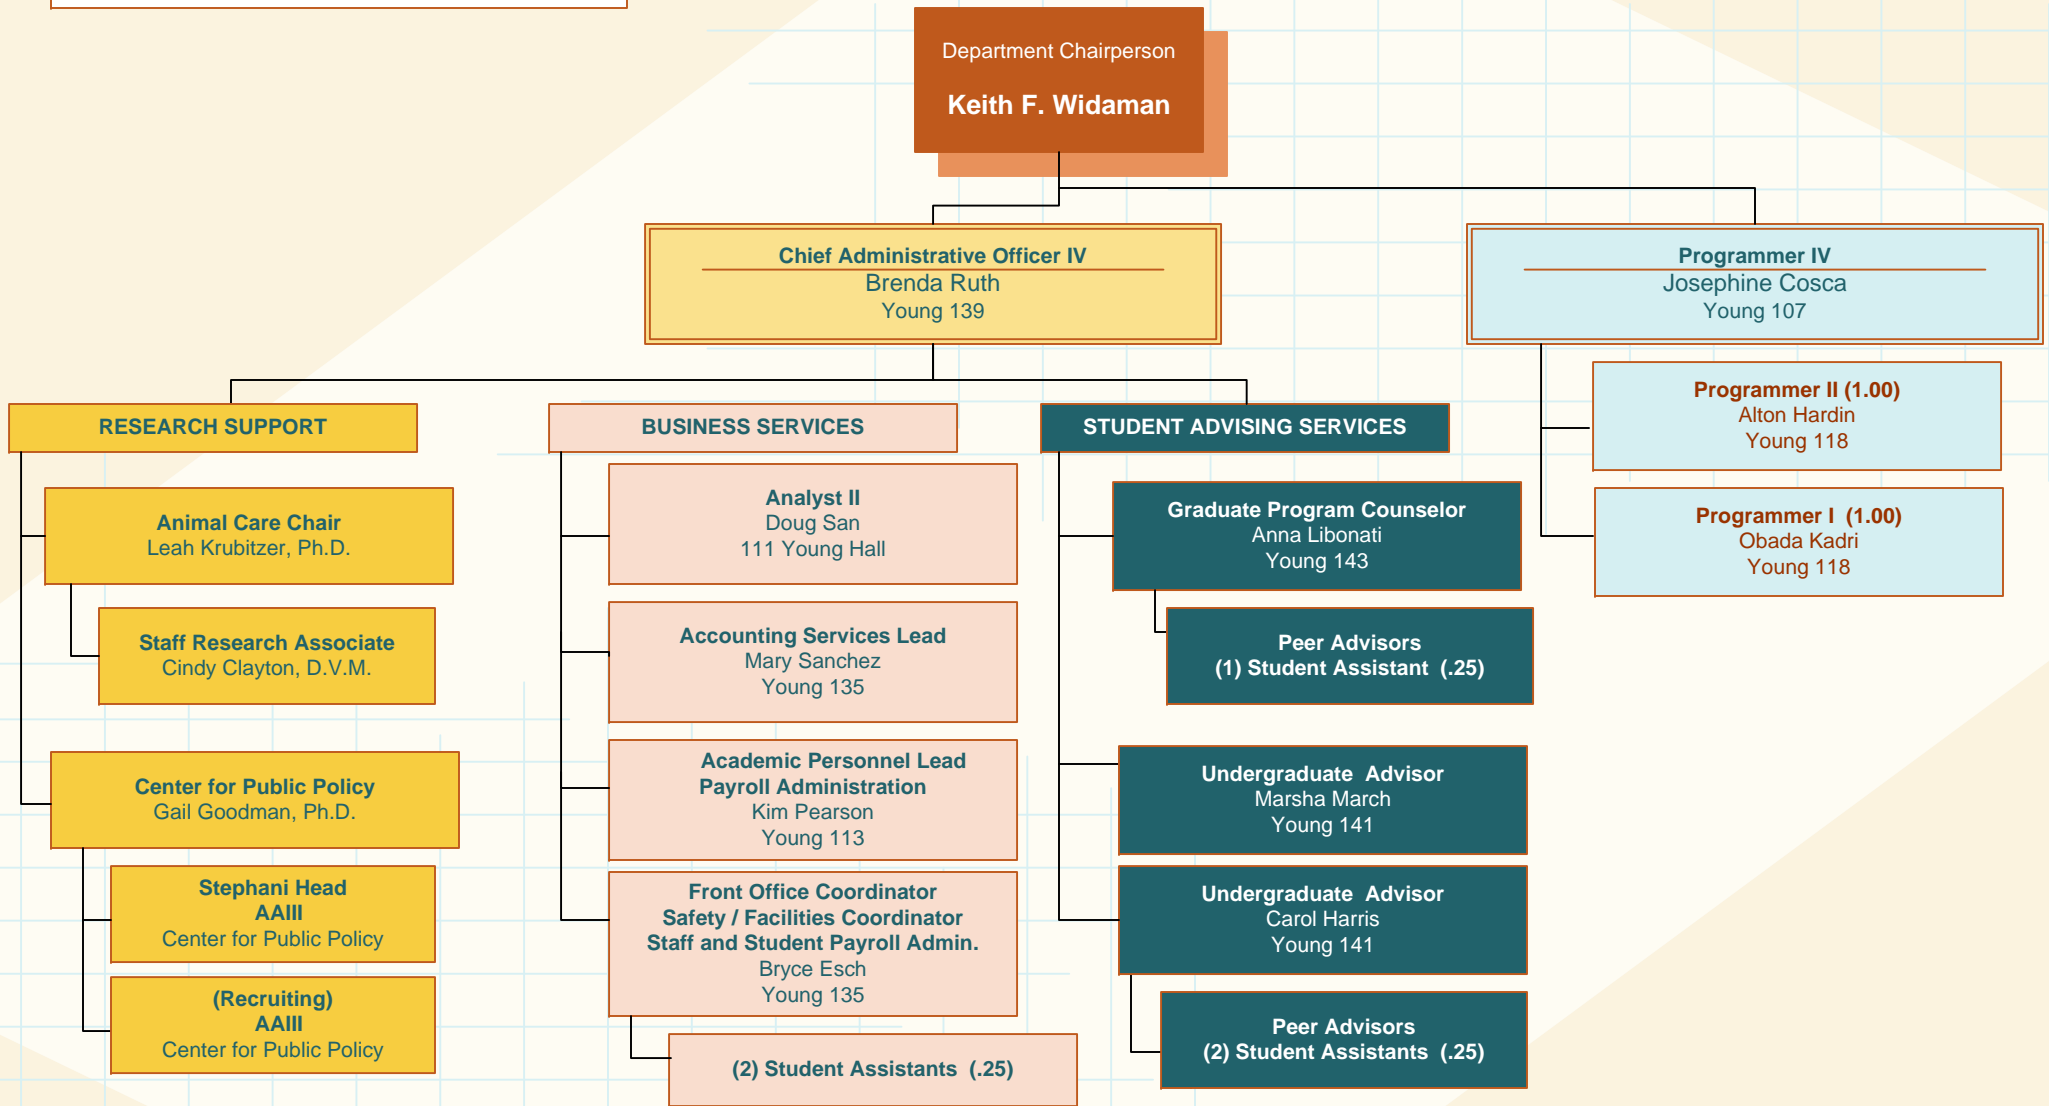 Department Chairperson
Keith F. Widaman
Chief Administrative Officer IV
Brenda Ruth
Young 139
Programmer IV
Josephine Cosca
Young 107
Programmer II (1.00)
Alton Hardin
Young 118
Programmer I  (1.00)
Obada Kadri
Young 118
RESEARCH SUPPORT
Animal Care Chair
Leah Krubitzer, Ph.D.
Staff Research Associate
Cindy Clayton, D.V.M.
Center for Public Policy
Gail Goodman, Ph.D.
Stephani Head
AAIII
Center for Public Policy
(Recruiting)
AAIII
Center for Public Policy
BUSINESS SERVICES
Analyst II
Doug San
111 Young Hall
Accounting Services Lead
Mary Sanchez
Young 135
Academic Personnel Lead
Payroll Administration
Kim Pearson
Young 113
Front Office Coordinator
Safety / Facilities Coordinator
Staff and Student Payroll Admin.
Bryce Esch
Young 135
(2) Student Assistants  (.25)
STUDENT ADVISING SERVICES
Graduate Program Counselor
Anna Libonati
Young 143
Peer Advisors
(1) Student Assistant  (.25)
Undergraduate  Advisor
Marsha March
Young 141
Undergraduate  Advisor
Carol Harris
Young 141
Peer Advisors
(2) Student Assistants  (.25)